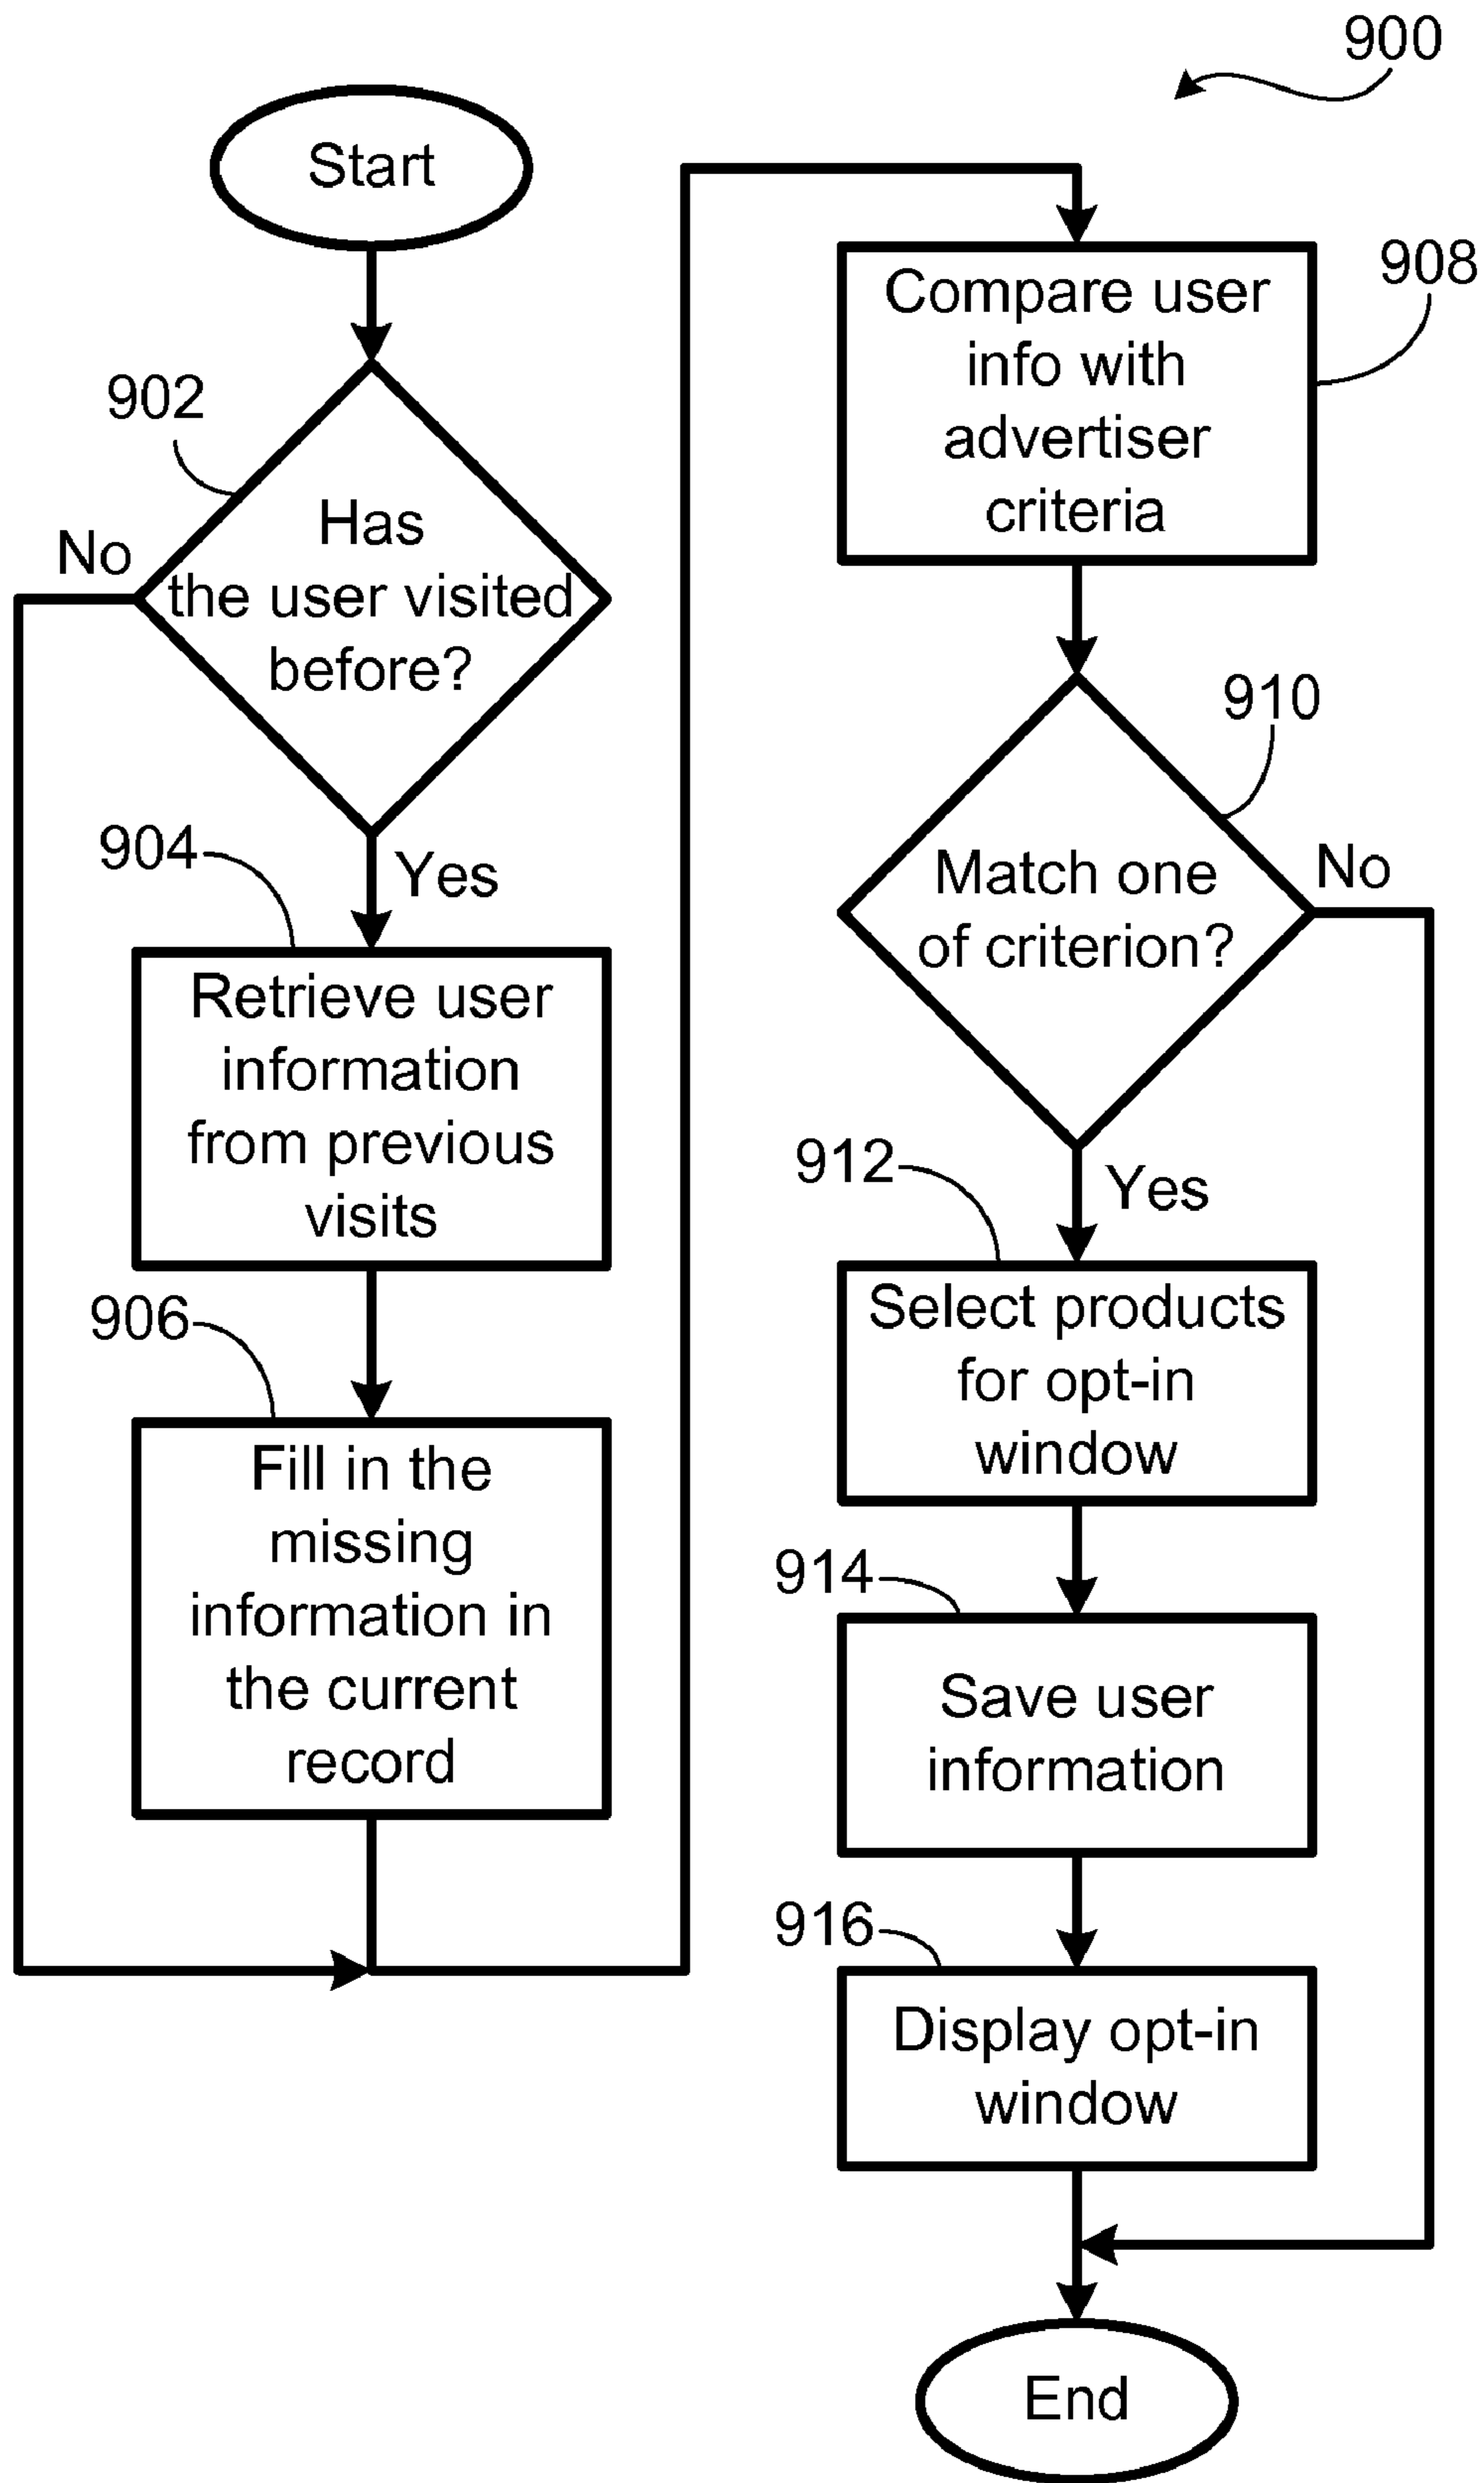 900
Start
902
No
Has
the user visited
before?
904
Yes
Retrieve user
information
from previous
visits
906
Fill in the
missing
information in
the current
record
908
Compare user
info with
advertiser
criteria
910
Match one
of criterion?
No
912
Yes
Select products
for opt-in
window
914
Save user
information
916
Display opt-in
window
End